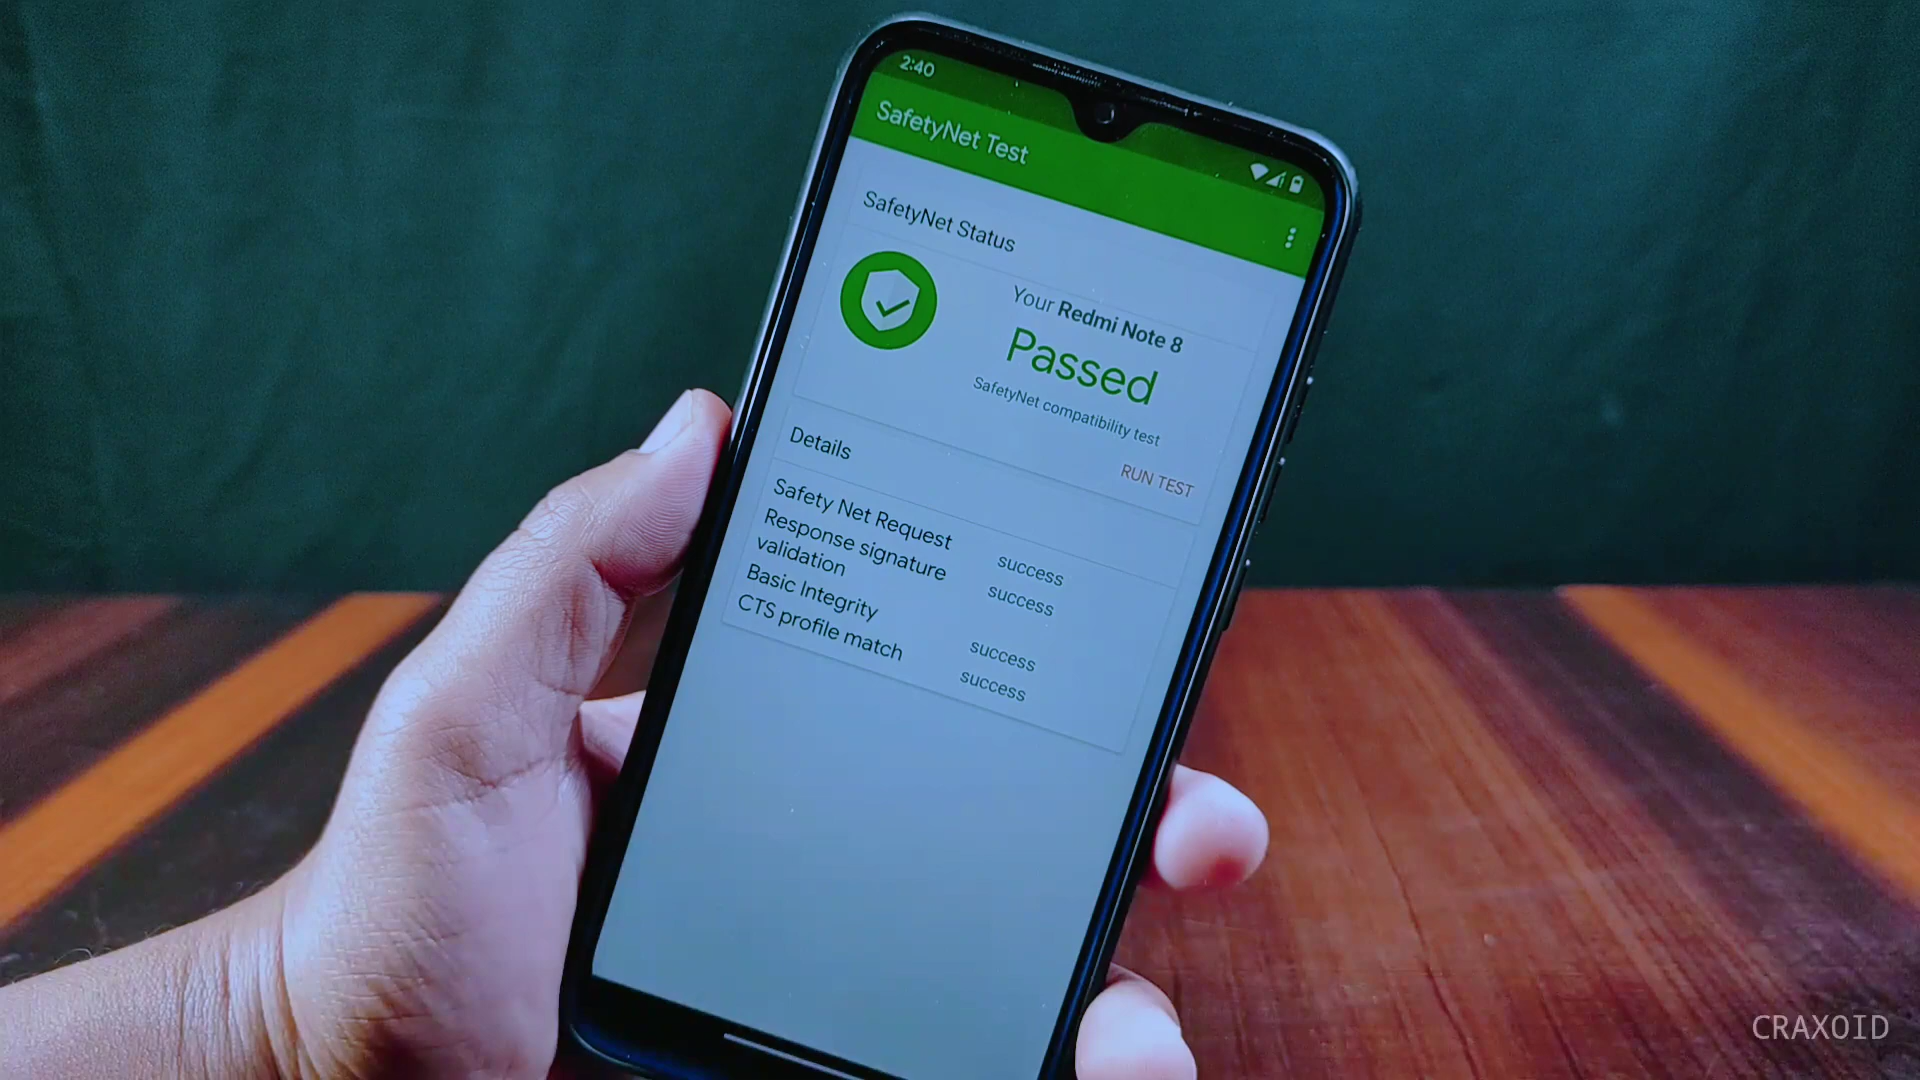 2:40
SafetyNet Test
SafetyNet Status
Your Redmi Note 8
Passed
SafetyNet compatibility test
RUN TEST
Details
Safety Net Request success
Response signature
validation success
Basic Integrity success
CTS profile match success
CRAXOID